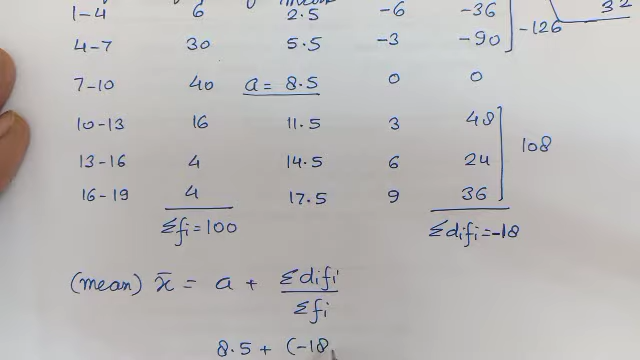 1-4 6 2.5 -6 -36
32
4-7 30 5.5 -3 -90 -126
7-10 40 a = 8.5 0 0
10-13 16 11.5 3 48
13-16 4 14.5 6 24 108
16-19 4 17.5 9 36
Σfi = 100 Σdifi = -18
(mean) x̄ = a + Σdifi / Σfi
8.5 + (-18